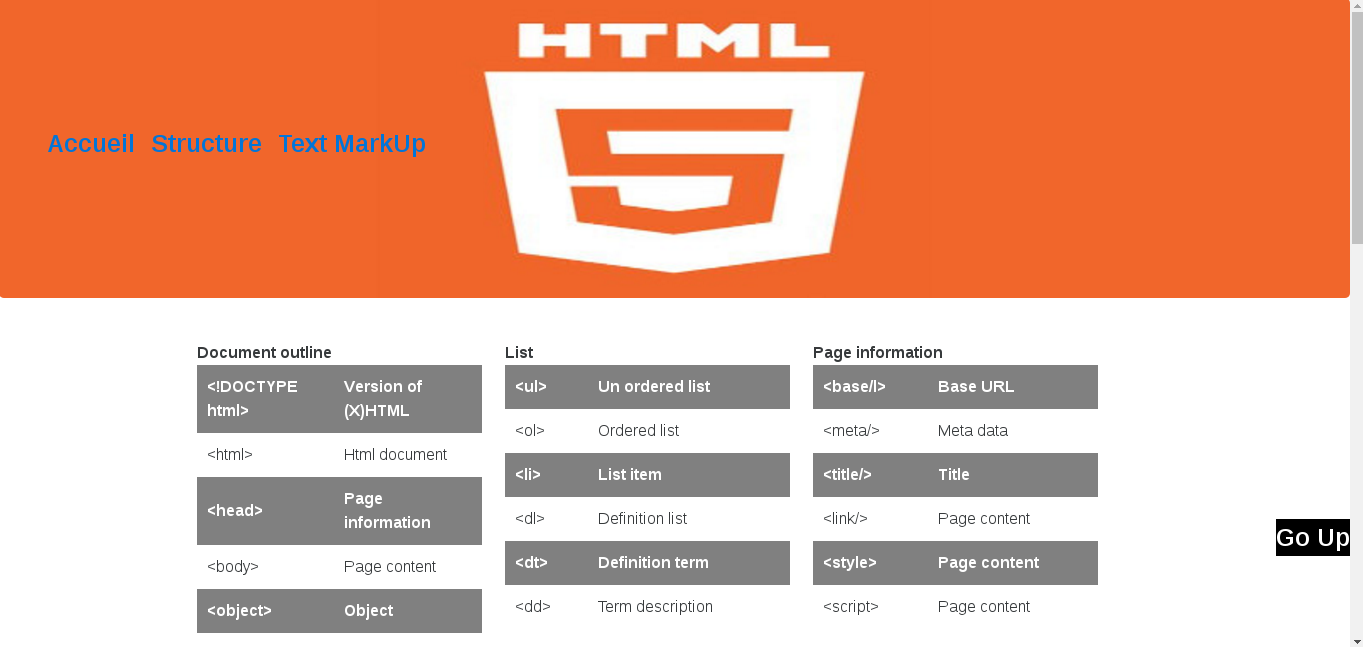 HTML
5
Accueil Structure Text MarkUp
Document outline
<!DOCTYPE html> Version of (X)HTML
<html> Html document
<head> Page information
<body> Page content
<object> Object
List
<ul> Un ordered list
<ol> Ordered list
<li> List item
<dl> Definition list
<dt> Definition term
<dd> Term description
Page information
<base/l> Base URL
<meta/> Meta data
<title/> Title
<link/> Page content
<style> Page content
<script> Page content
Go Up